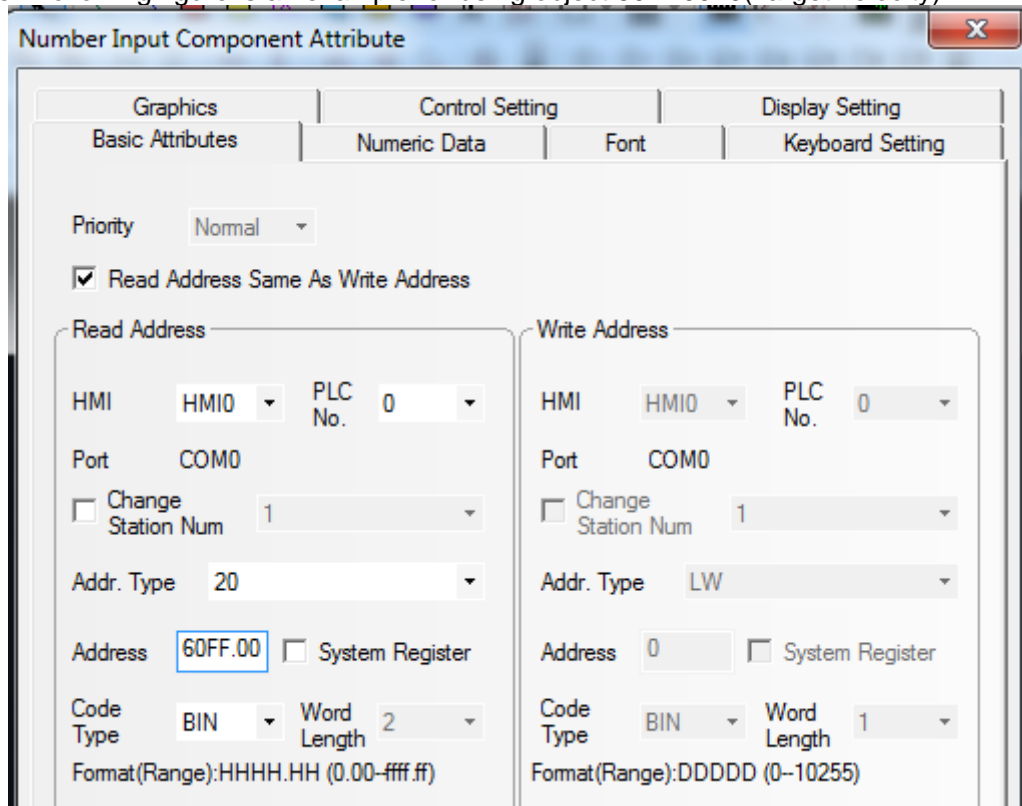 Number Input Component Attribute
Graphics Control Setting Display Setting
Basic Attributes Numeric Data Font Keyboard Setting
Priority Normal
Read Address Same As Write Address
Read Address
HMI HMI0 PLC No. 0
Port COM0
Change Station Num 1
Addr. Type 20
Address 60FF.00 System Register
Code Type BIN Word Length 2
Format(Range):HHHH.HH (0.00--ffff.ff)
Write Address
HMI HMI0 PLC No. 0
Port COM0
Change Station Num 1
Addr. Type LW
Address 0 System Register
Code Type BIN Word Length 1
Format(Range):DDDDD (0--10255)